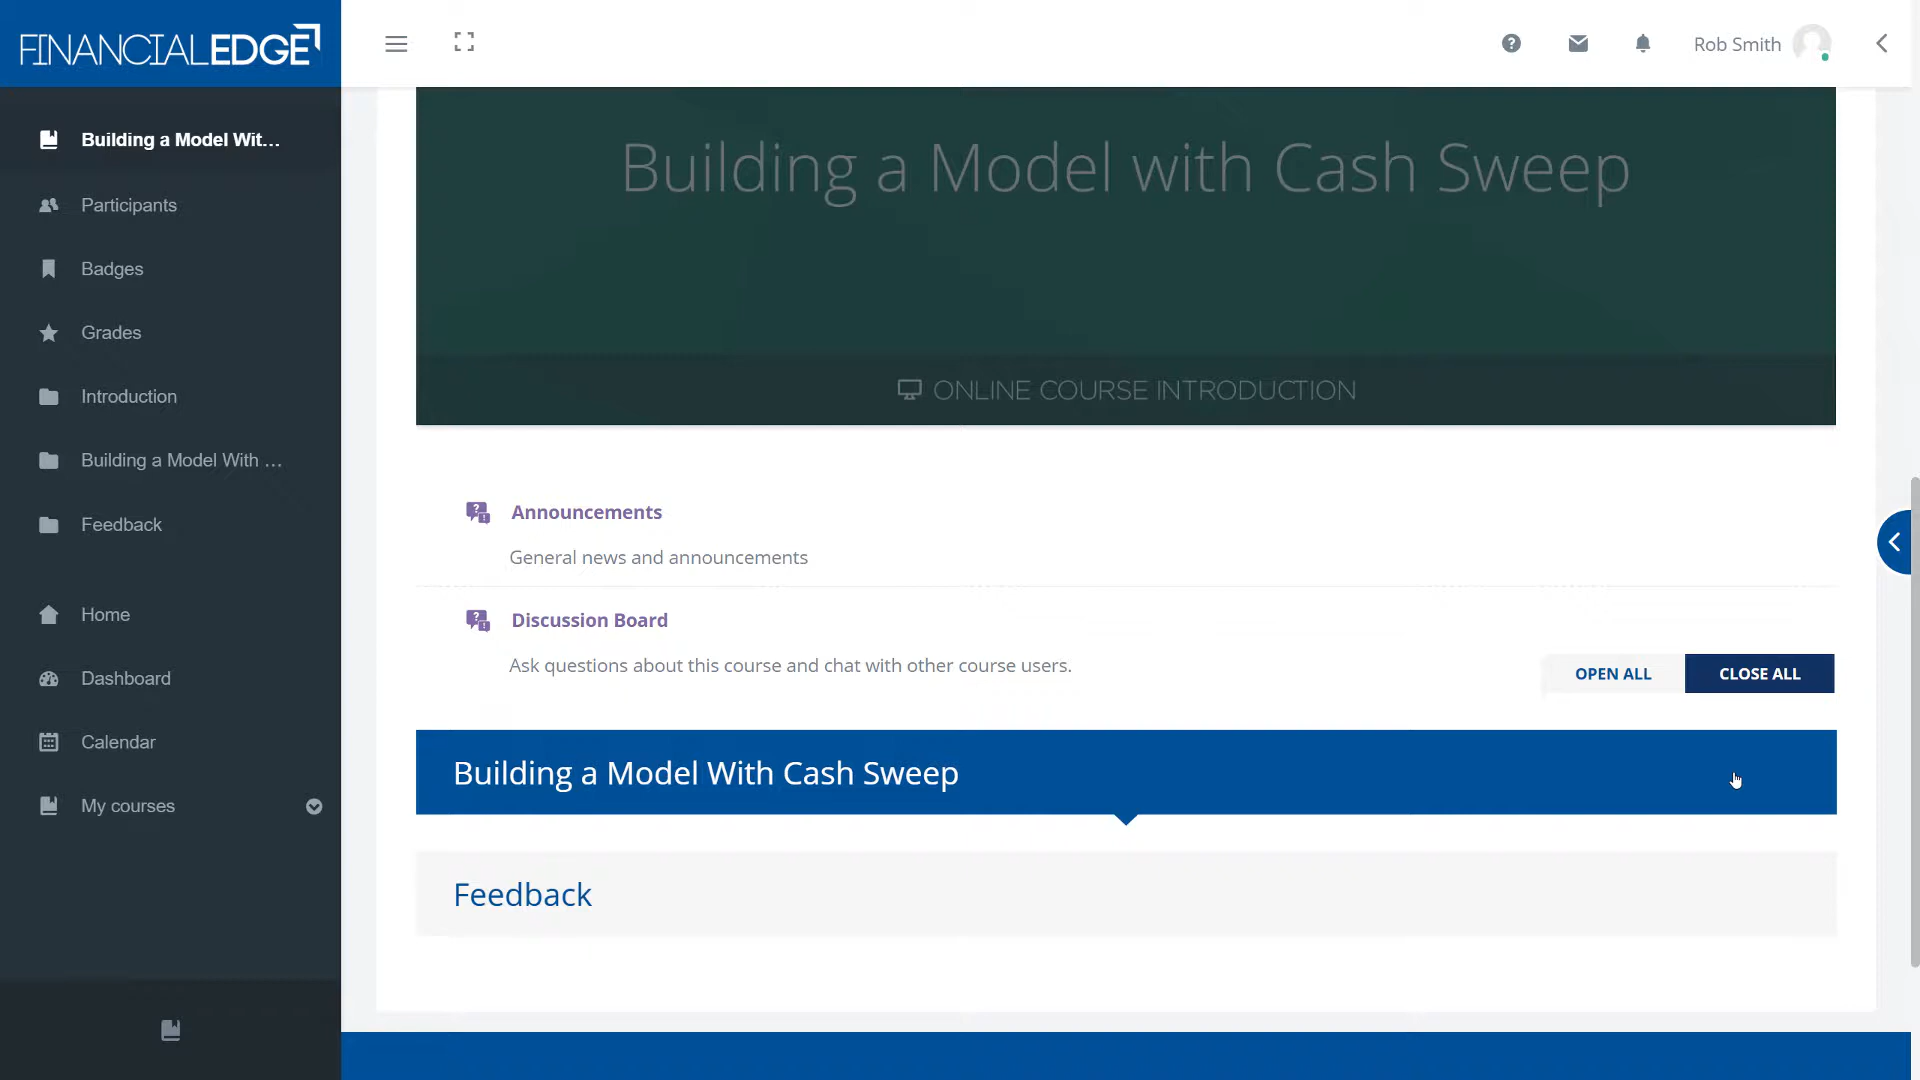 FINANCIALEDGE
Rob Smith
Building a Model Wit...
Participants
Badges
Grades
Introduction
Building a Model With ...
Feedback
Home
Dashboard
Calendar
My courses
Building a Model with Cash Sweep
ONLINE COURSE INTRODUCTION
Announcements
General news and announcements
Discussion Board
Ask questions about this course and chat with other course users.
OPEN ALL
CLOSE ALL
Building a Model With Cash Sweep
Feedback